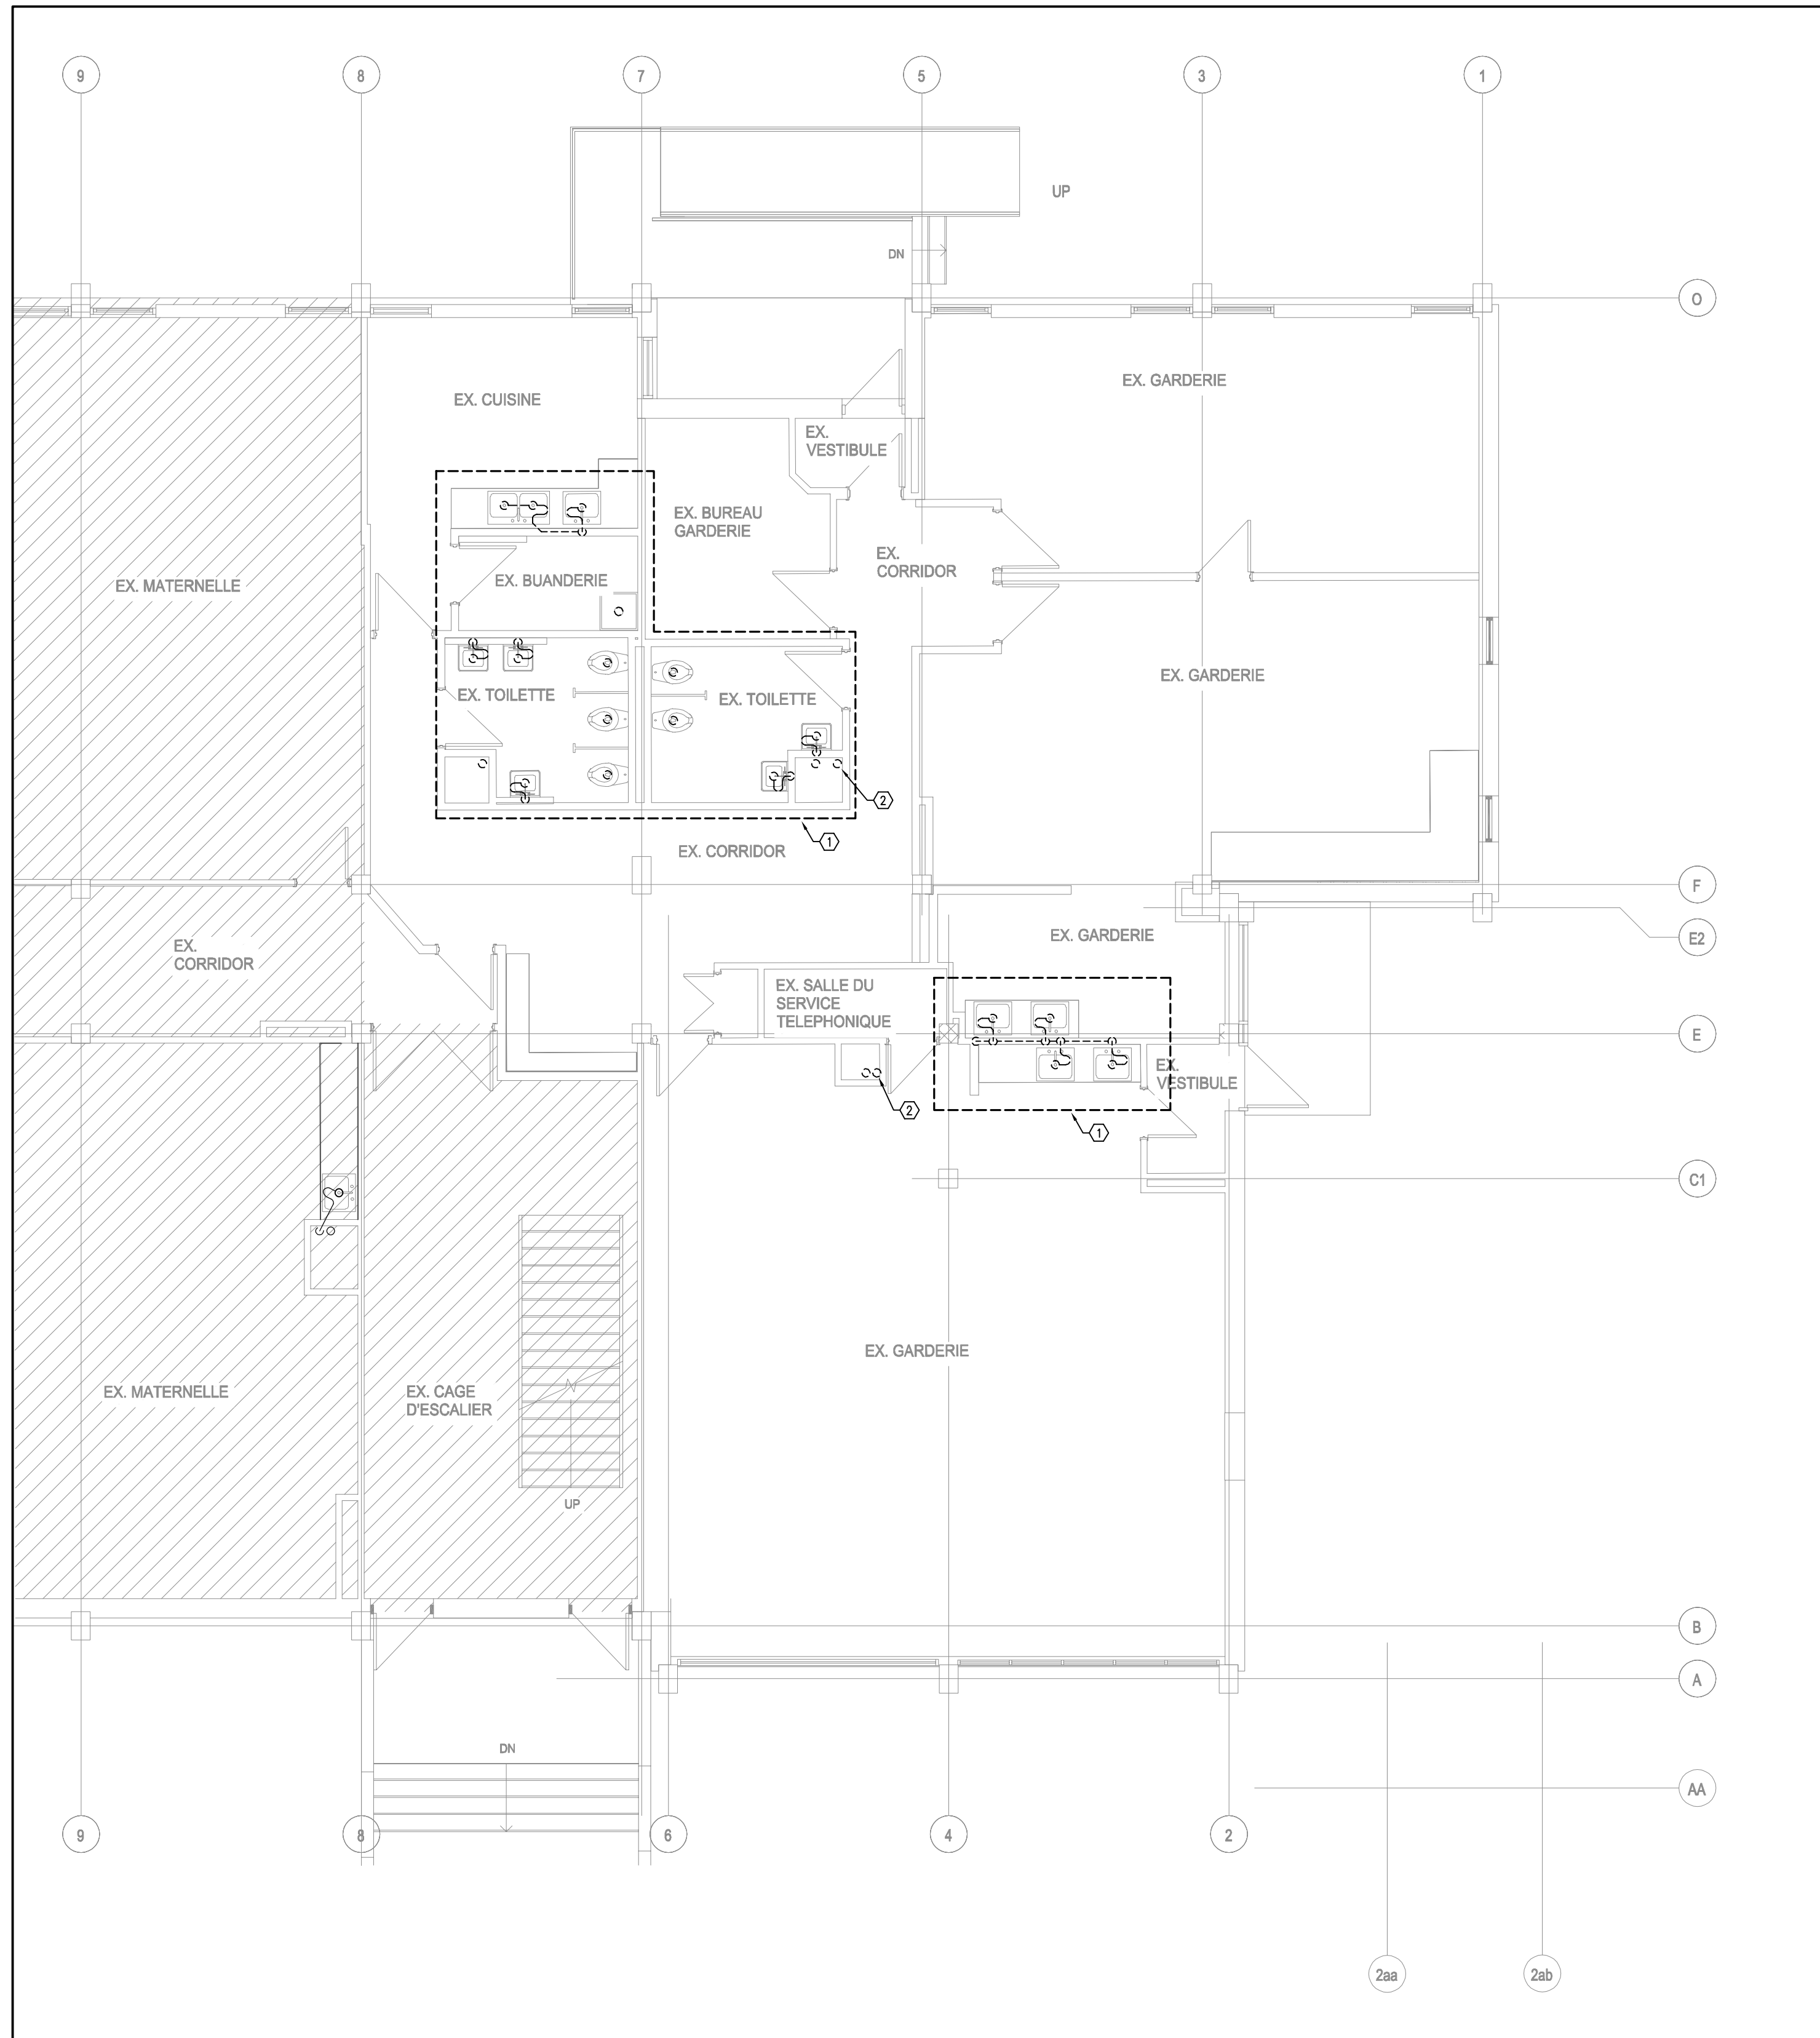 9
8
7
5
3
1
UP
DN
O
EX. GARDERIE
EX. CUISINE
EX.
VESTIBULE
EX. BUREAU
GARDERIE
EX.
CORRIDOR
EX. BUANDERIE
EX. MATERNELLE
EX. GARDERIE
EX. TOILETTE
EX. TOILETTE
2
1
EX. CORRIDOR
F
EX. GARDERIE
E2
EX.
CORRIDOR
EX. SALLE DU
SERVICE
TELEPHONIQUE
E
EX.
VESTIBULE
2
1
C1
EX. GARDERIE
EX. MATERNELLE
EX. CAGE
D'ESCALIER
UP
B
A
DN
AA
9
8
6
4
2
2aa
2ab